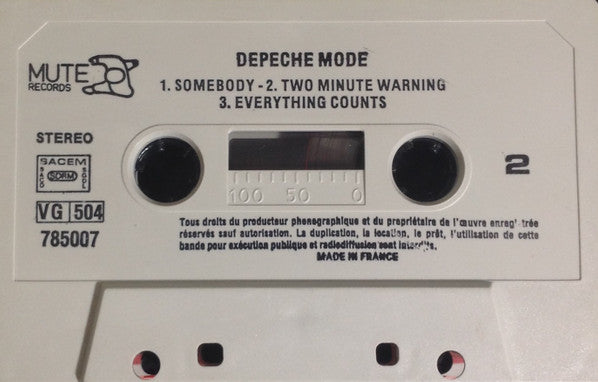 MUTE
RECORDS
DEPECHE MODE
1. SOMEBODY - 2. TWO MINUTE WARNING
3. EVERYTHING COUNTS
STEREO
SACEM
SACD SDRM SGDL
VG 504
785007
100 50 0
2
Tous droits du producteur phonographique et du propriétaire de l'œuvre enregistrée
réservés sauf autorisation. La duplication, la location, le prêt, l'utilisation de cette
bande pour exécution publique et radiodiffusion sont interdits.
MADE IN FRANCE